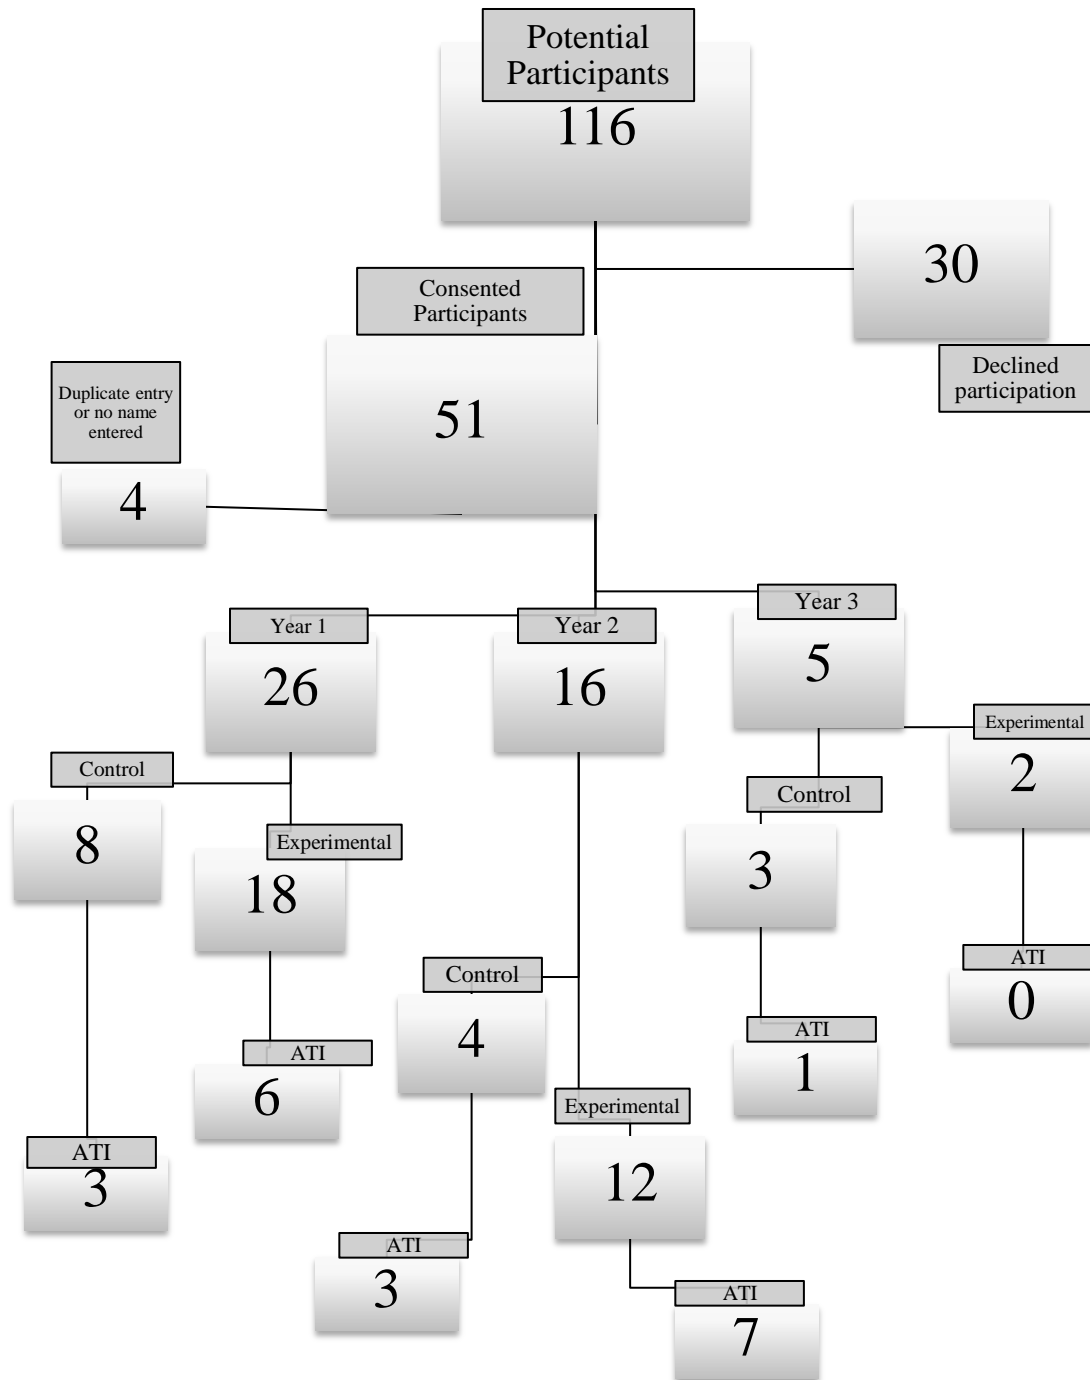 Potential
Participants
116
30
Declined
participation
Consented
Participants
51
Duplicate entry
or no name
entered
4
Year 1
26
Year 2
16
Year 3
5
Control
8
Experimental
18
ATI
6
ATI
3
Control
4
ATI
3
Experimental
12
ATI
7
Control
3
ATI
1
Experimental
2
ATI
0